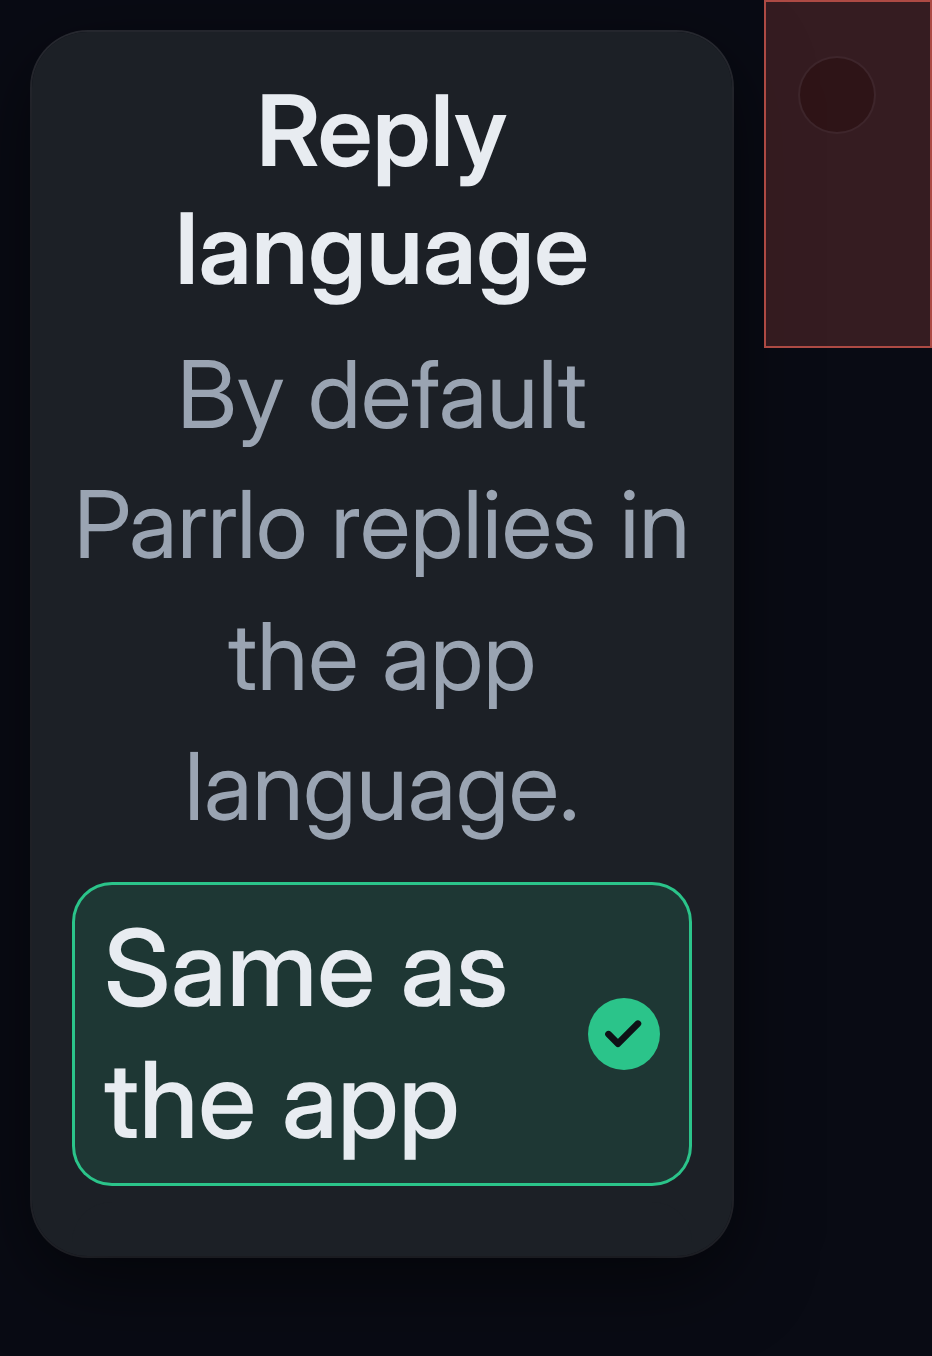 Reply
language
By default
Parrlo replies in
the app
language.
Same as
the app